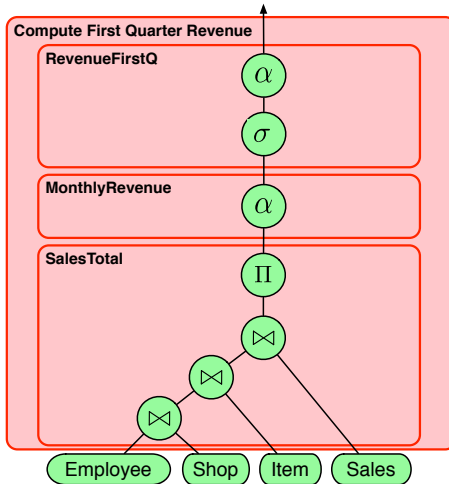 Compute First Quarter Revenue
RevenueFirstQ
α
σ
MonthlyRevenue
α
SalesTotal
Π
⋈
⋈
⋈
Employee Shop Item Sales